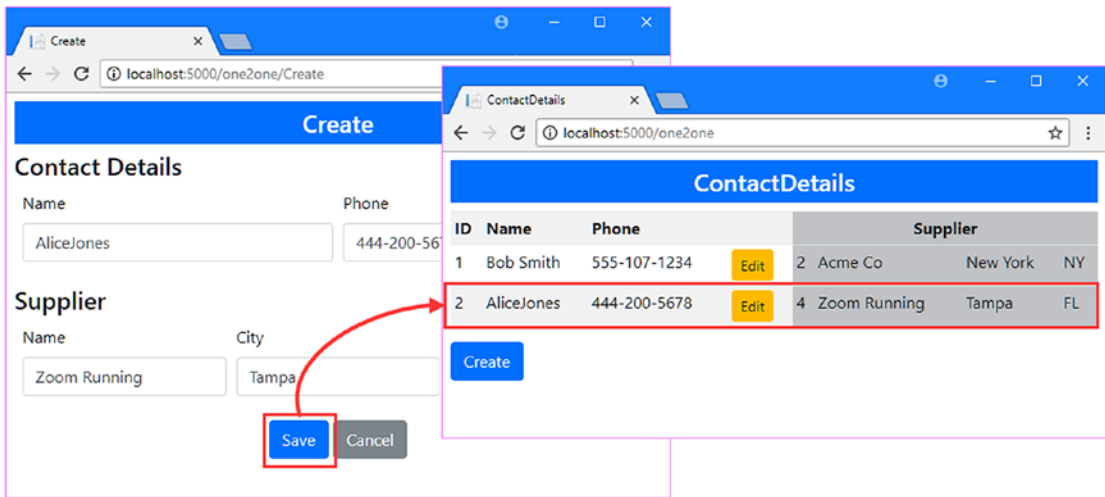 Create
localhost:5000/one2one/Create
Create
Contact Details
Name Phone
AliceJones 444-200-567
Supplier
Name City
Zoom Running Tampa
Save Cancel
ContactDetails
localhost:5000/one2one
ContactDetails
ID Name Phone Supplier
1 Bob Smith 555-107-1234 Edit 2 Acme Co New York NY
2 AliceJones 444-200-5678 Edit 4 Zoom Running Tampa FL
Create